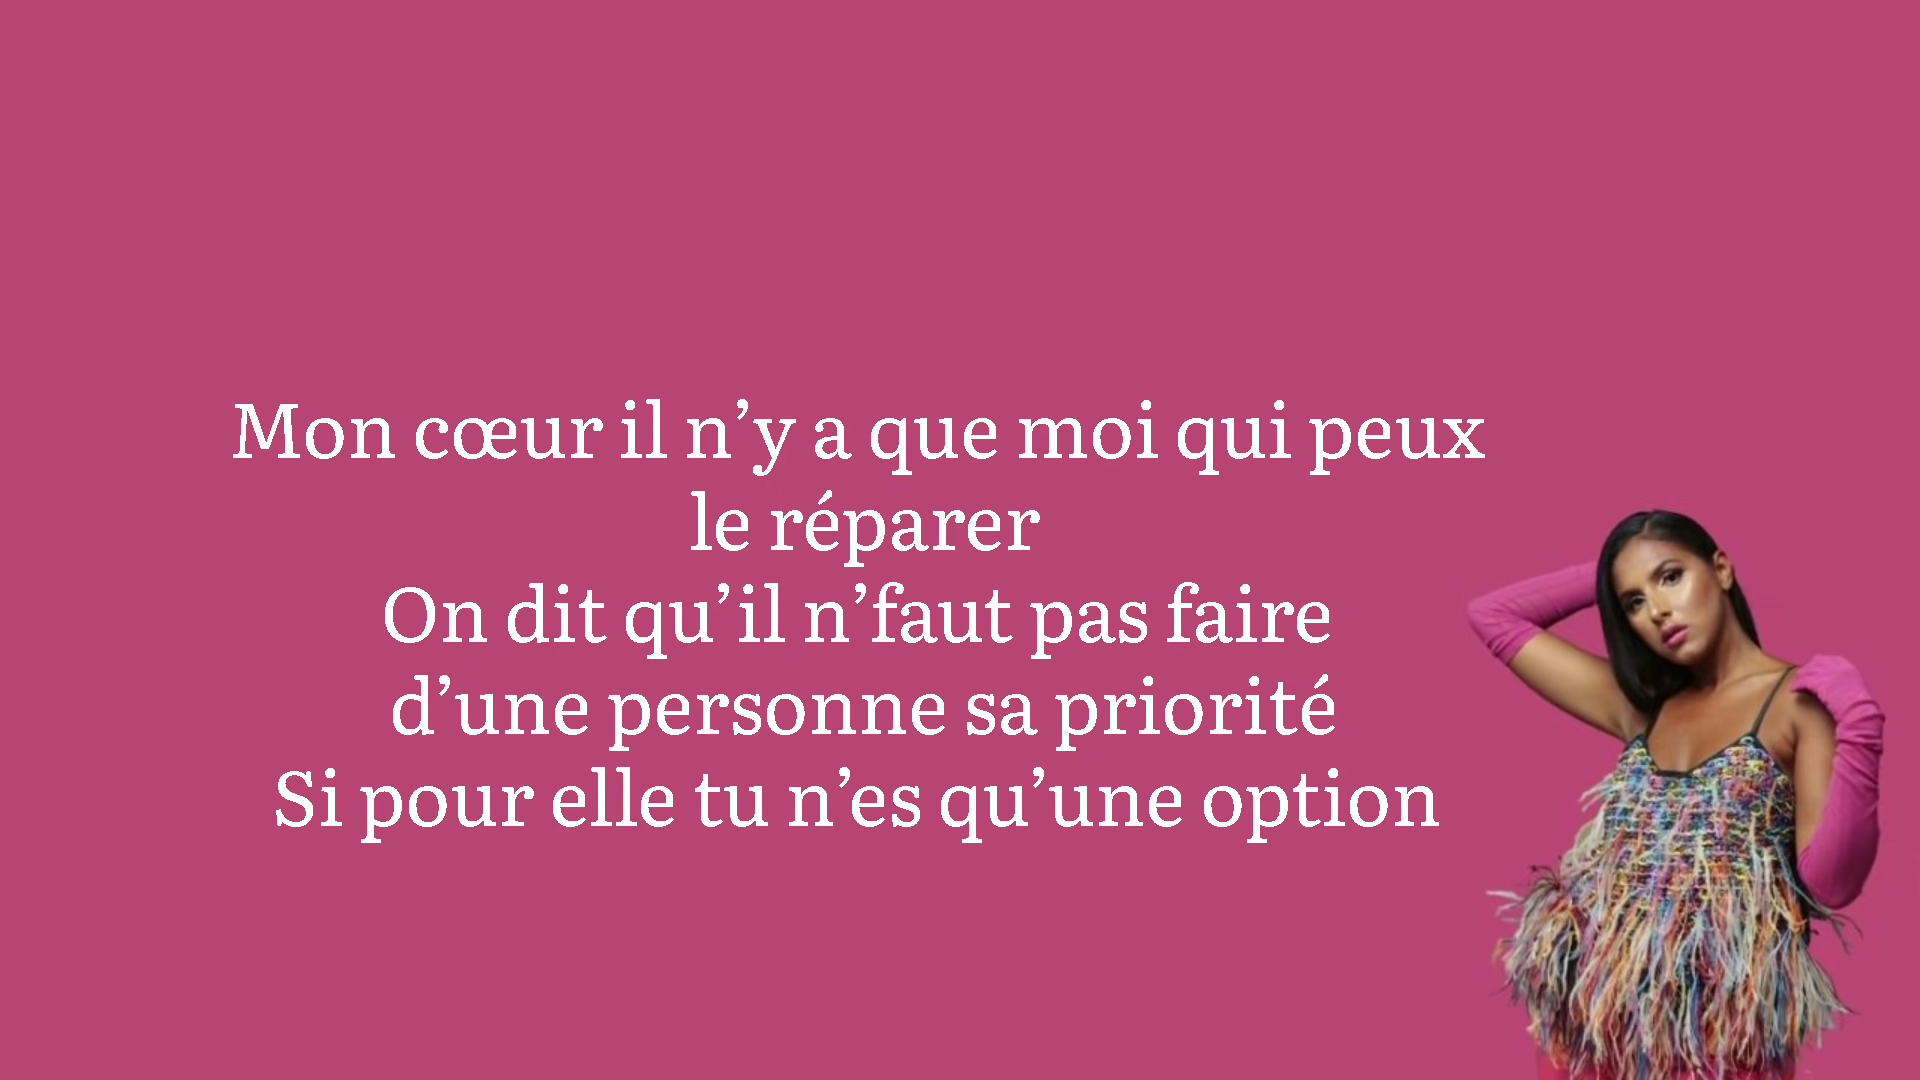 Mon cœur il n’y a que moi qui peux
le réparer
On dit qu’il n’faut pas faire
d’une personne sa priorité
Si pour elle tu n’es qu’une option